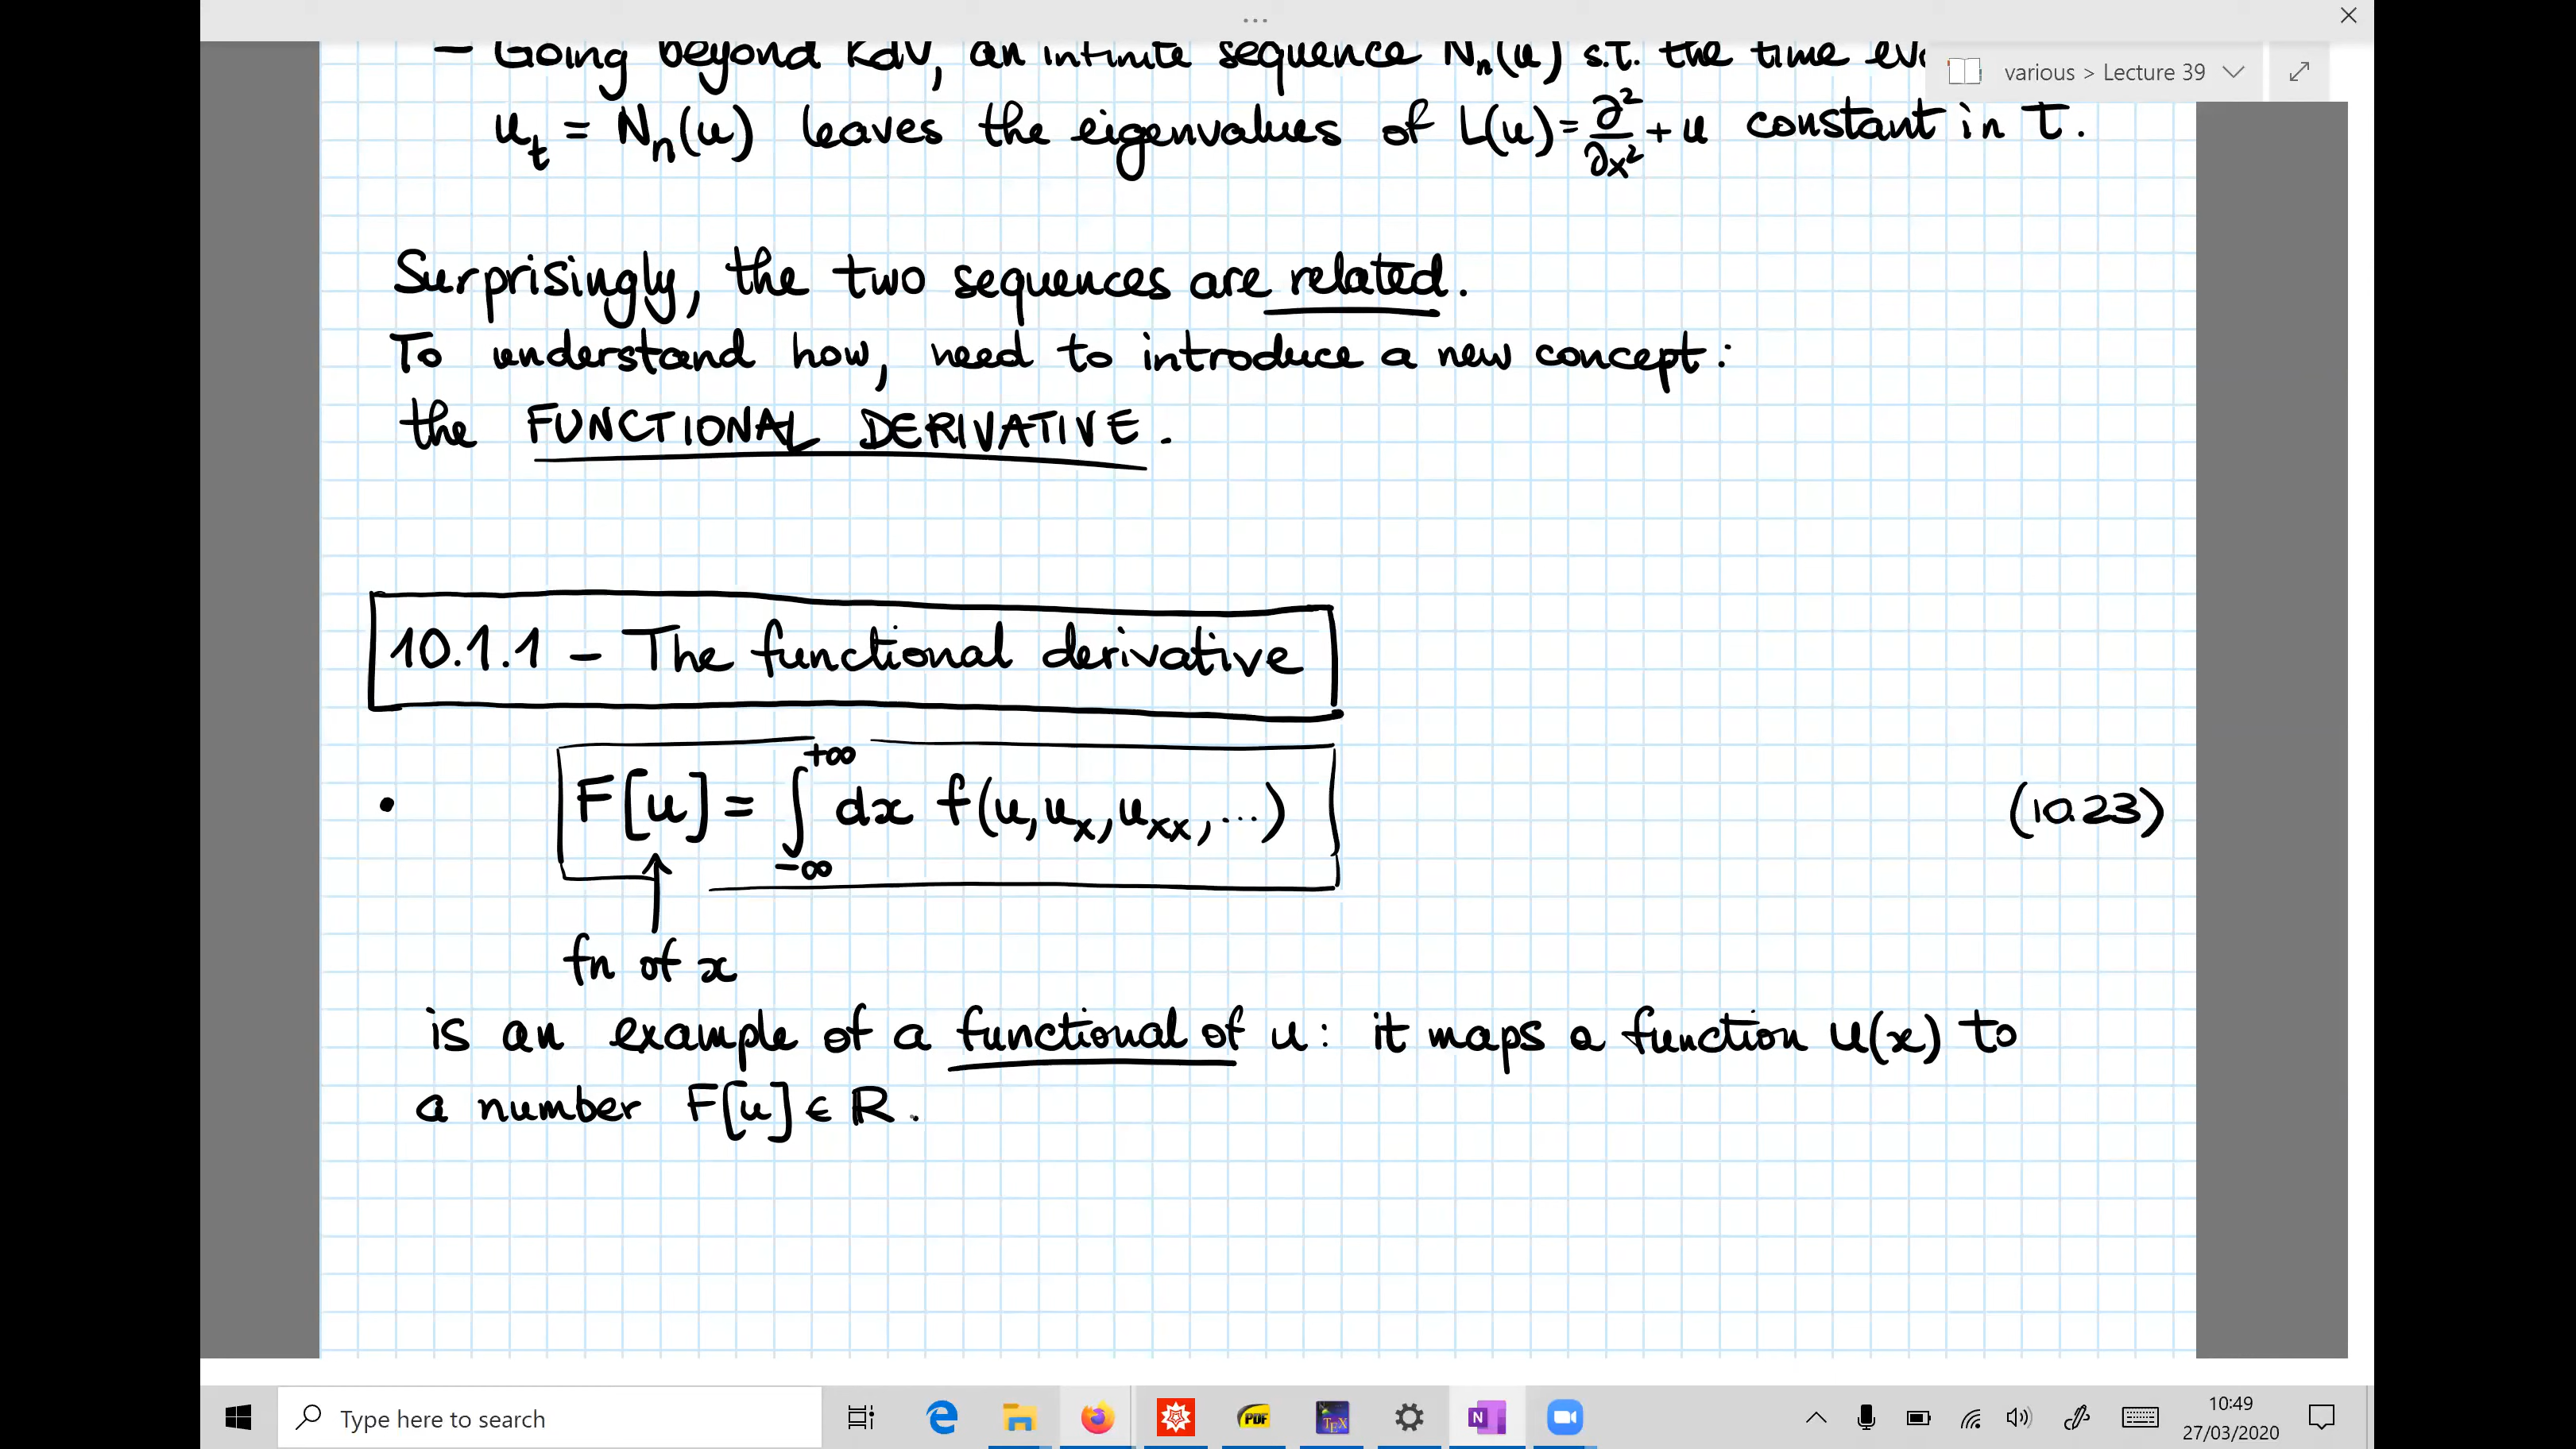 ...
– Going beyond KdV, an infinite sequence Nₙ(u) s.t. the time
various > Lecture 39
uₜ = Nₙ(u) leaves the eigenvalues of L(u) = ∂²/∂x² + u constant in t.
Surprisingly, the two sequences are related.
To understand how, need to introduce a new concept:
the FUNCTIONAL DERIVATIVE.
10.1.1 – The functional derivative
• F[u] = ∫_{-∞}^{+∞} dx f(u, uₓ, uₓₓ, ...) (10.23)
fn of x
is an example of a functional of u: it maps a function u(x) to
a number F[u] ∈ R.
Type here to search
PDF
TEX
N
10:49
27/03/2020